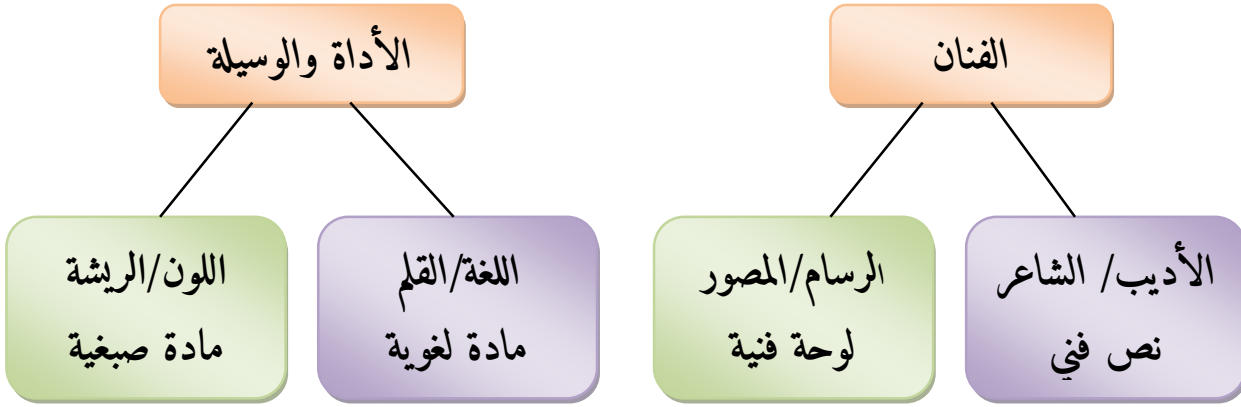 الفنان
الأداة والوسيلة
الأديب/ الشاعر
نص فني
الرسام/المصور
لوحة فنية
اللغة/القلم
مادة لغوية
اللون/الريشة
مادة صبغية